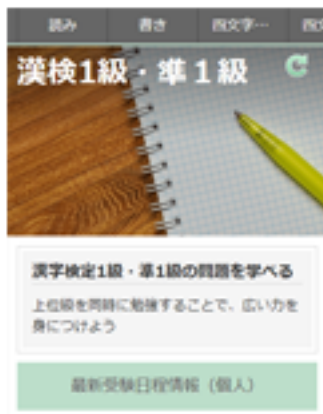 読み 書き 四文字… 四文
漢検1級・準1級
漢字検定1級・準1級の問題を学べる
上位級を同時に勉強することで、広い力を
身につけよう
最新受験日程情報（個人）